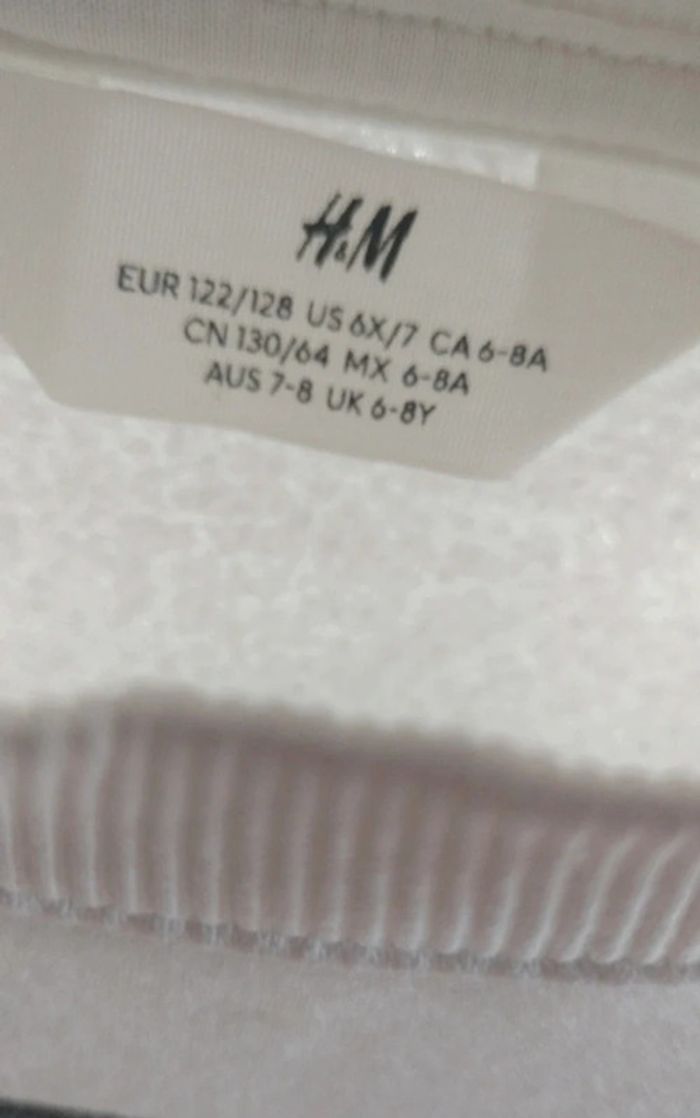 H&M
EUR 122/128 US 6X/7 CA 6-8A
CN 130/64 MX 6-8A
AUS 7-8 UK 6-8Y